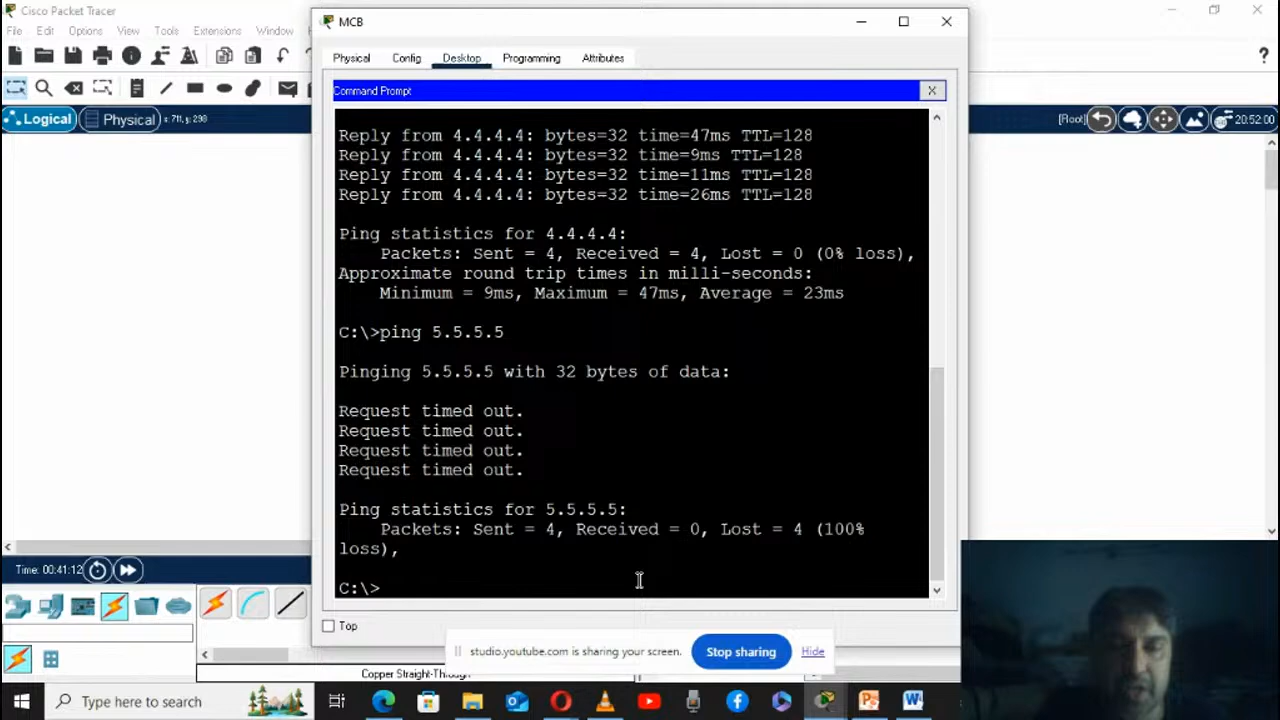 Cisco Packet Tracer
File Edit Options View Tools Extensions Window
MCB
Physical Config Desktop Programming Attributes
Logical
Physical
x: 711, y: 290
[Root]
20:52:00
Command Prompt
X
Reply from 4.4.4.4: bytes=32 time=47ms TTL=128
Reply from 4.4.4.4: bytes=32 time=9ms TTL=128
Reply from 4.4.4.4: bytes=32 time=11ms TTL=128
Reply from 4.4.4.4: bytes=32 time=26ms TTL=128
Ping statistics for 4.4.4.4:
Packets: Sent = 4, Received = 4, Lost = 0 (0% loss),
Approximate round trip times in milli-seconds:
Minimum = 9ms, Maximum = 47ms, Average = 23ms
C:\>ping 5.5.5.5
Pinging 5.5.5.5 with 32 bytes of data:
Request timed out.
Request timed out.
Request timed out.
Request timed out.
Ping statistics for 5.5.5.5:
Packets: Sent = 4, Received = 0, Lost = 4 (100%
loss),
C:\>
Time: 00:41:12
Top
studio.youtube.com is sharing your screen.
Stop sharing
Hide
Copper Straight-Through
Type here to search